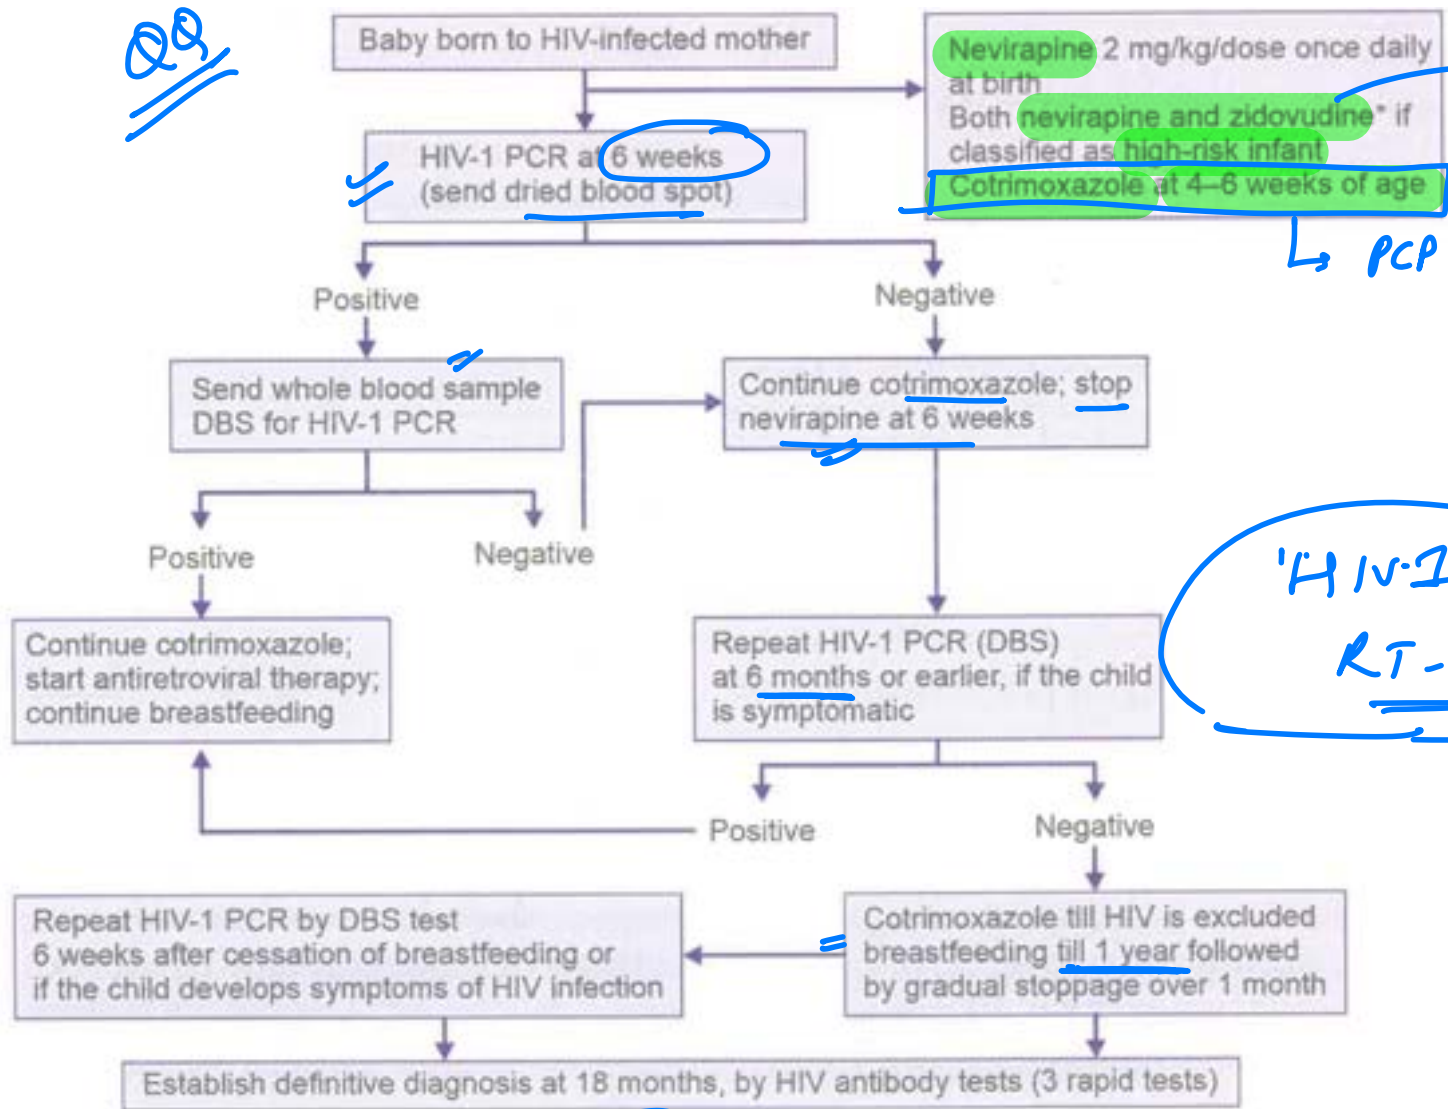 QQ
Baby born to HIV-infected mother
Nevirapine 2 mg/kg/dose once daily
at birth
Both nevirapine and zidovudine* if
classified as high-risk infant
Cotrimoxazole at 4–6 weeks of age
PCP
HIV-1 PCR at 6 weeks
(send dried blood spot)
Positive
Negative
Send whole blood sample
DBS for HIV-1 PCR
Continue cotrimoxazole; stop
nevirapine at 6 weeks
Positive
Negative
HIV-1
RT-
Continue cotrimoxazole;
start antiretroviral therapy;
continue breastfeeding
Repeat HIV-1 PCR (DBS)
at 6 months or earlier, if the child
is symptomatic
Positive
Negative
Repeat HIV-1 PCR by DBS test
6 weeks after cessation of breastfeeding or
if the child develops symptoms of HIV infection
Cotrimoxazole till HIV is excluded
breastfeeding till 1 year followed
by gradual stoppage over 1 month
Establish definitive diagnosis at 18 months, by HIV antibody tests (3 rapid tests)